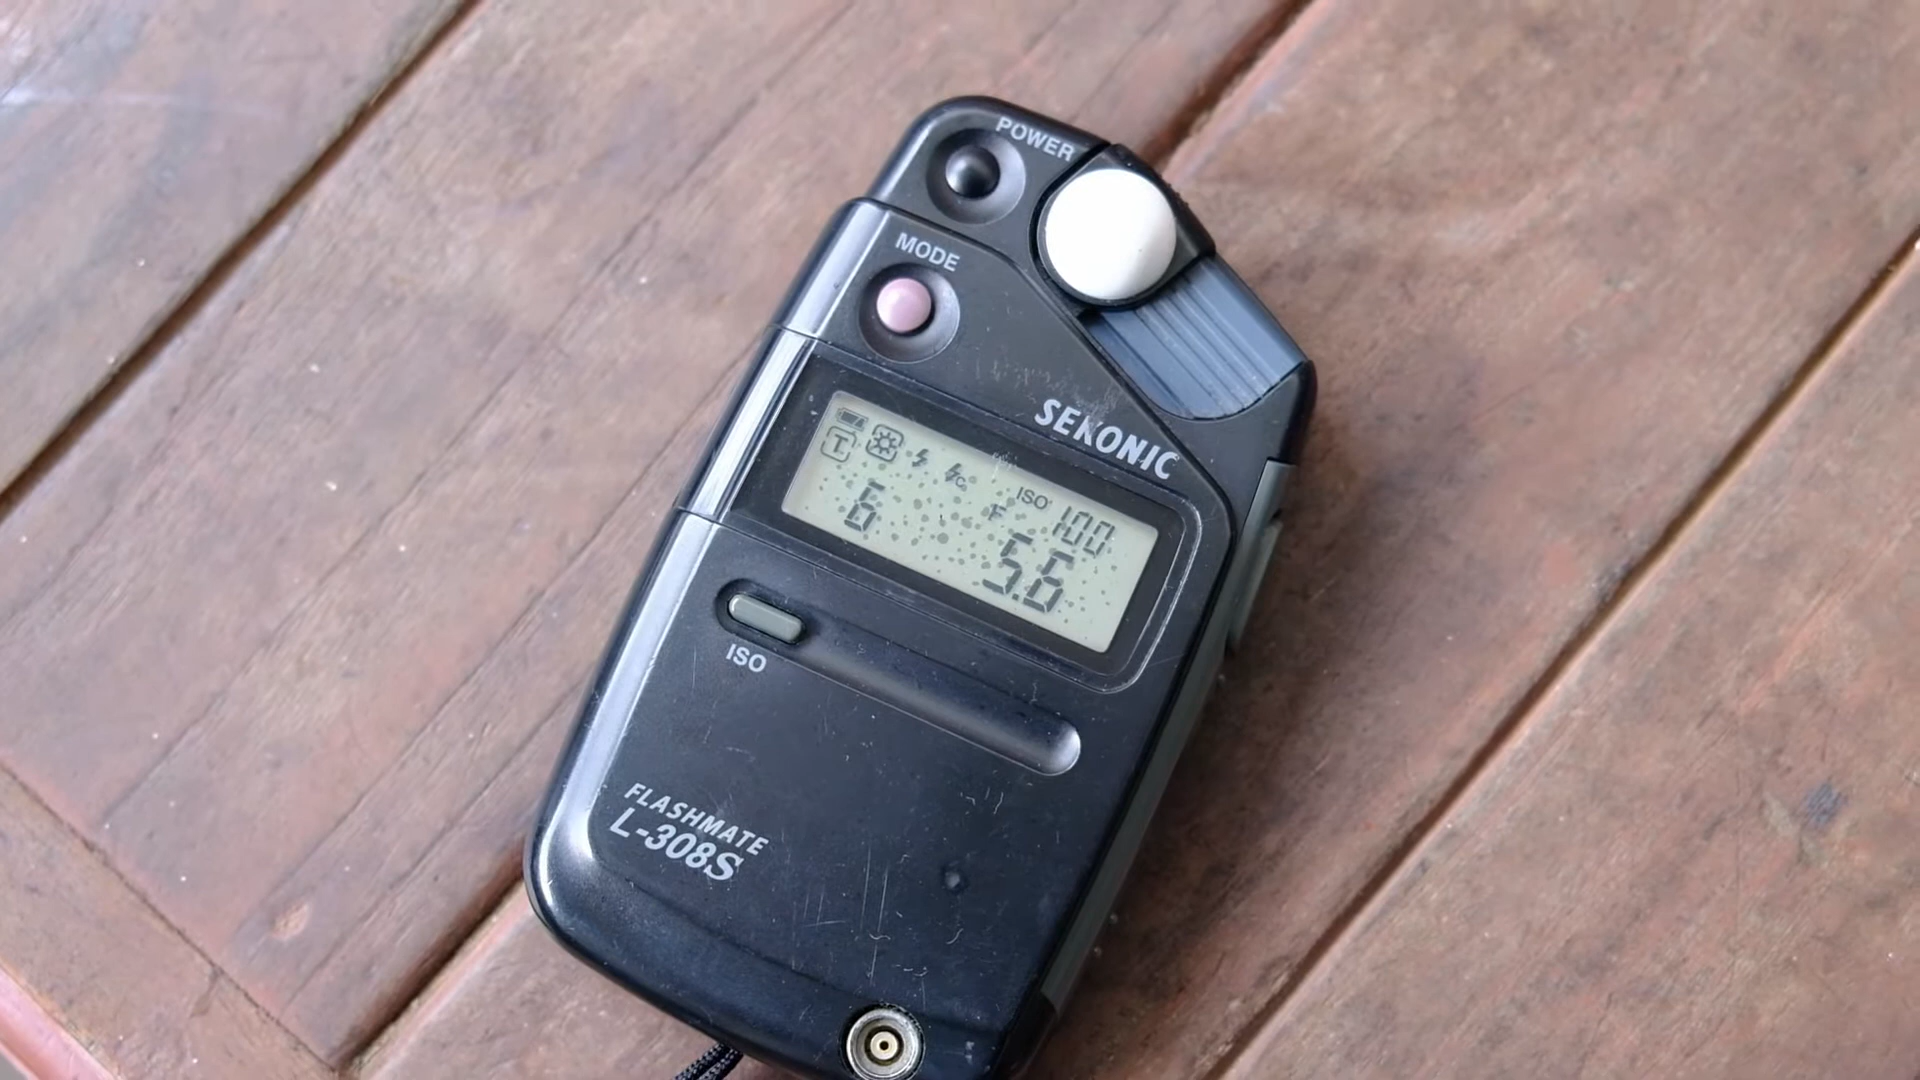 POWER
MODE
SEKONIC
T
C
ISO 100
6
F 5.6
ISO
FLASHMATE
L-308S